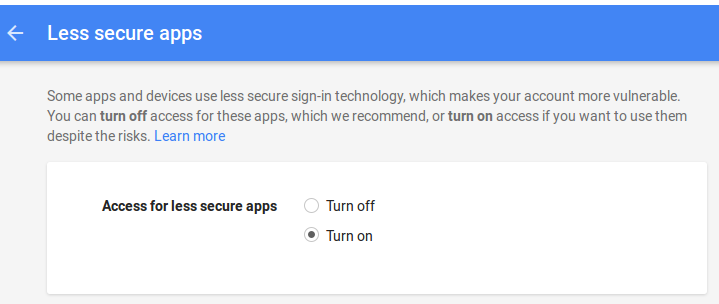 Less secure apps
Some apps and devices use less secure sign-in technology, which makes your account more vulnerable.
You can turn off access for these apps, which we recommend, or turn on access if you want to use them
despite the risks. Learn more
Access for less secure apps
Turn off
Turn on